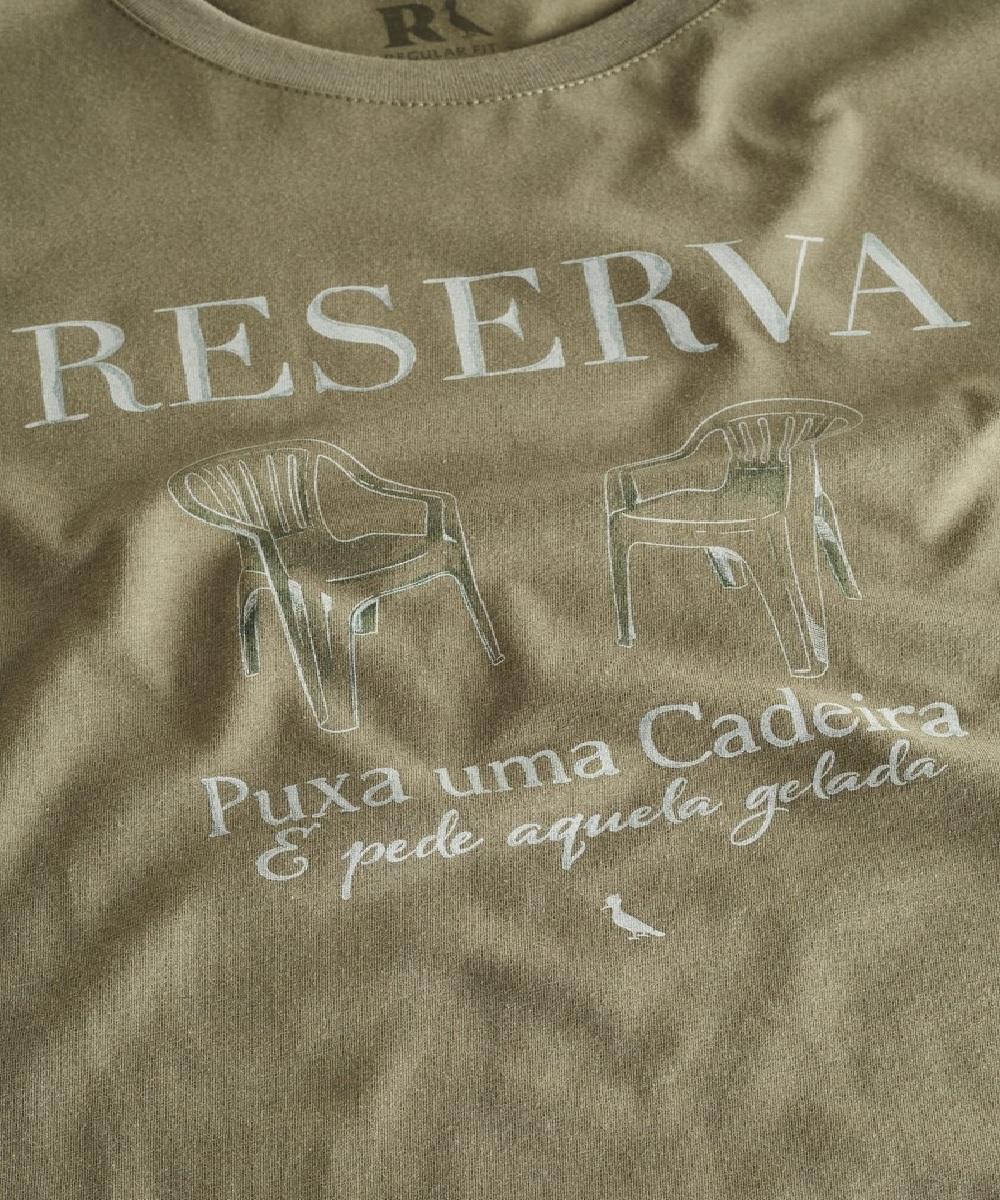 R
REGULAR FIT
RESERVA
Puxa uma Cadeira
E pede aquela gelada